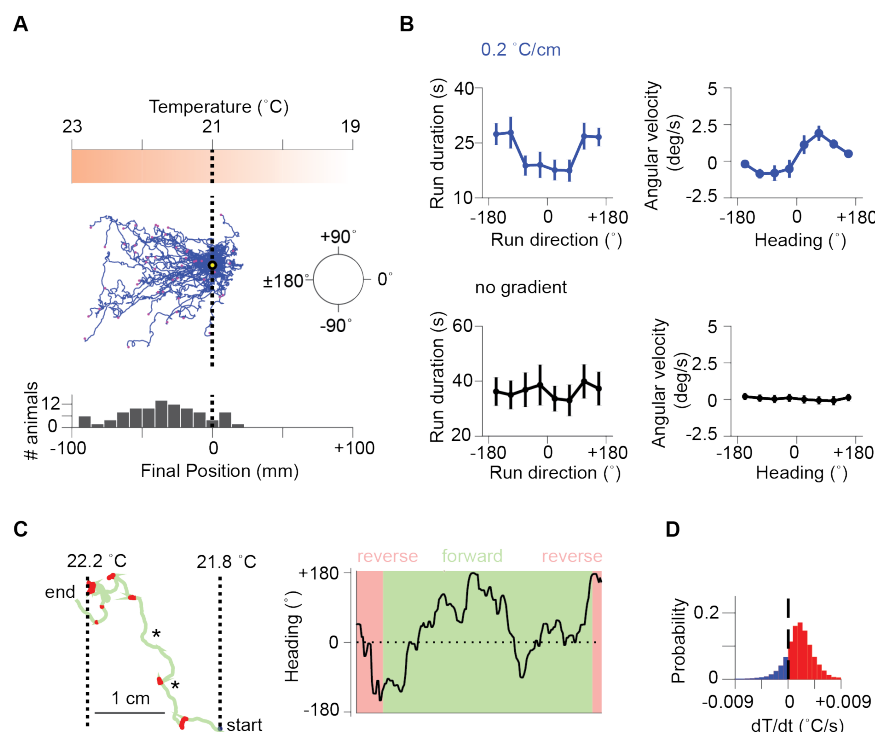 A
Temperature (°C)
23 21 19
+90°
±180° 0°
-90°
# animals
12
0
-100 0 +100
Final Position (mm)
B
0.2 °C/cm
Run duration (s)
40
25
10
-180 0 +180
Run direction (°)
Angular velocity
(deg/s)
5
2.5
0
-2.5
-180 0 +180
Heading (°)
no gradient
Run duration (s)
60
40
20
-180 0 +180
Run direction (°)
Angular velocity
(deg/s)
5
2.5
0
-2.5
-180 0 +180
Heading (°)
C
22.2 °C 21.8 °C
end
*
*
1 cm
start
reverse forward reverse
Heading (°)
+180
0
-180
D
Probability
0.2
0
-0.009 0 +0.009
dT/dt (°C/s)